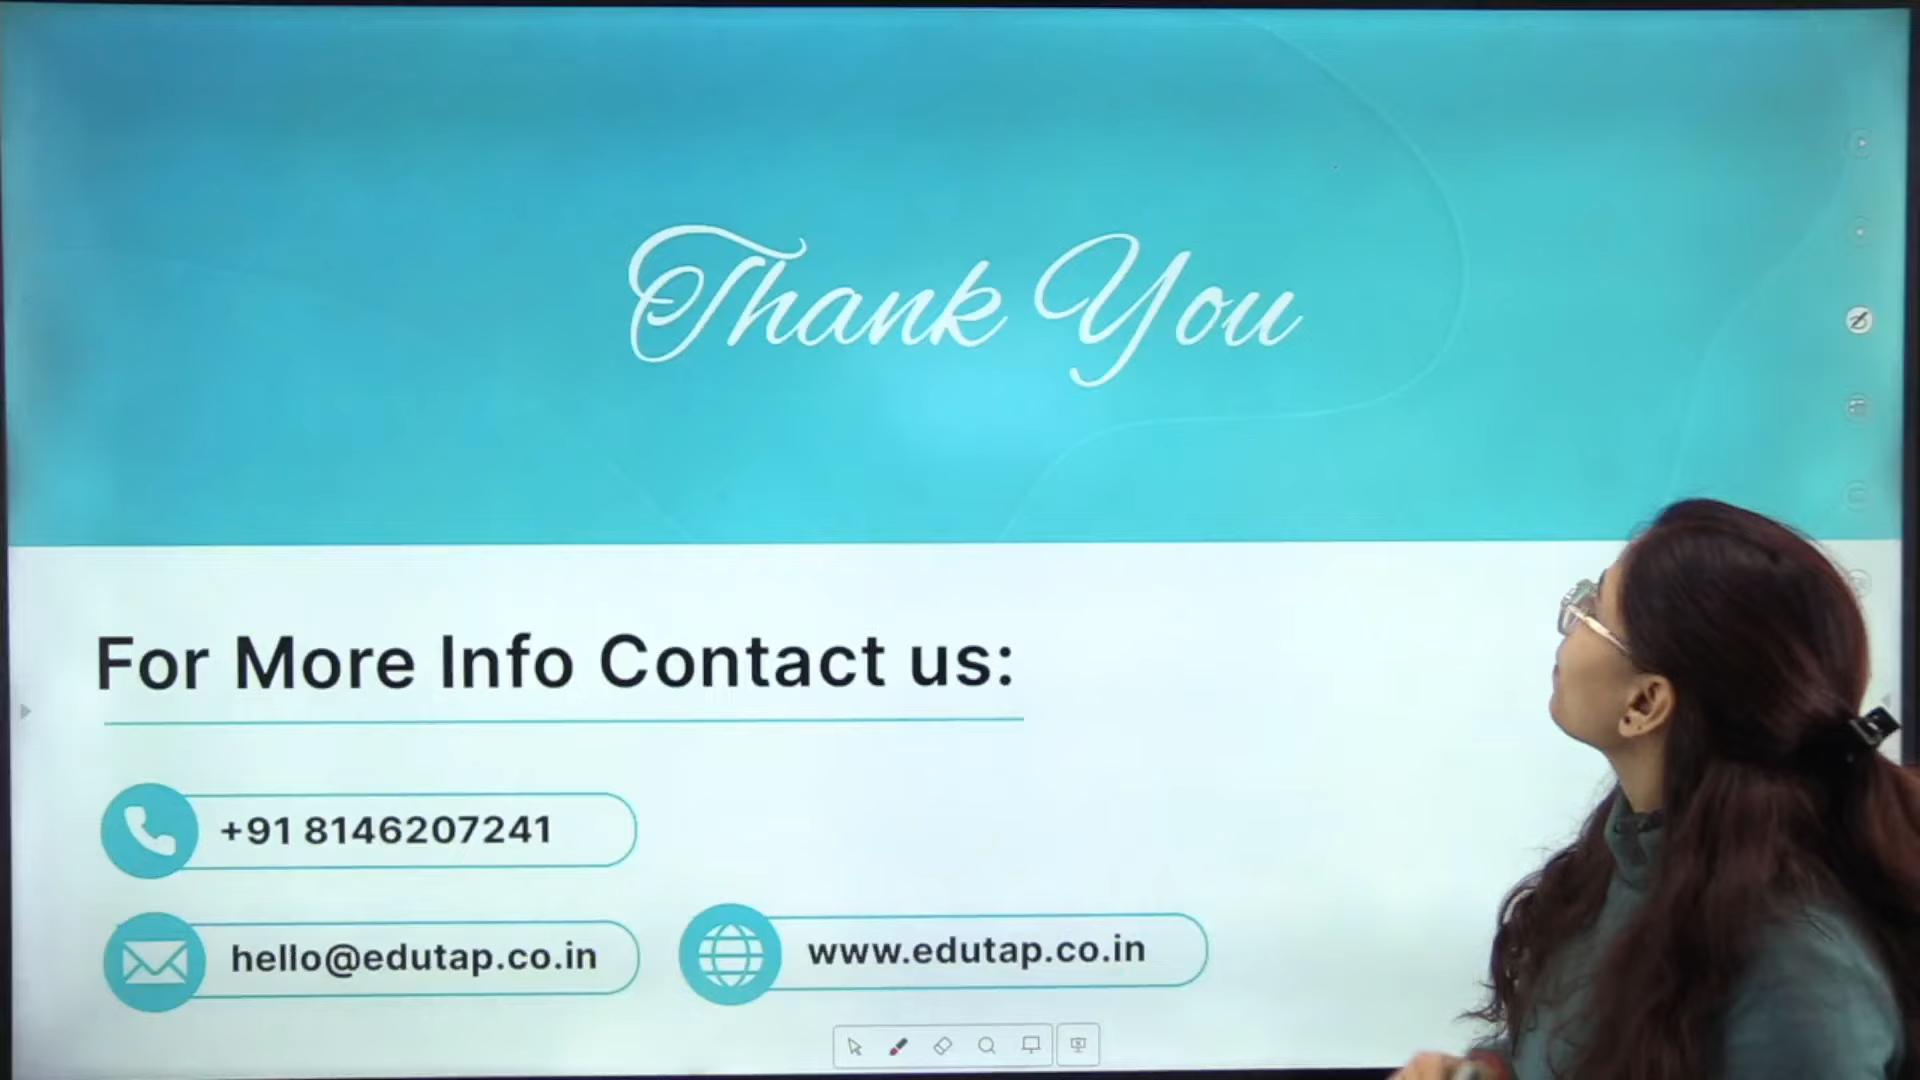 Thank You
For More Info Contact us:
+91 8146207241
hello@edutap.co.in
www.edutap.co.in